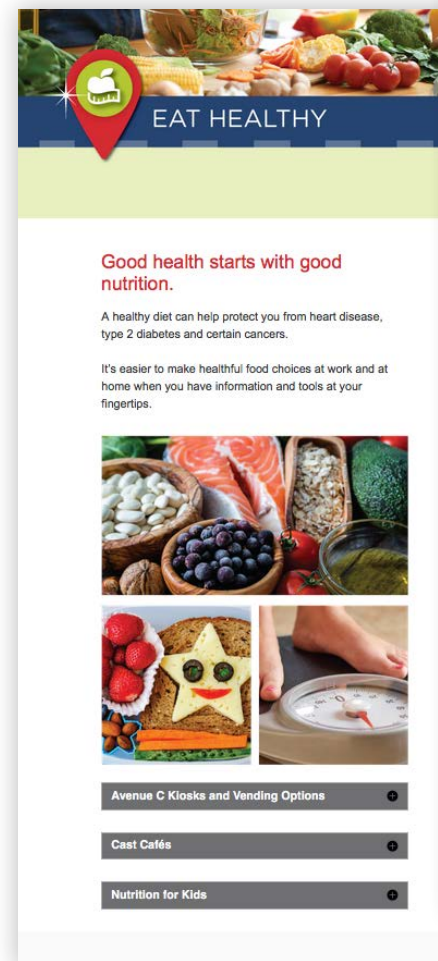 EAT HEALTHY
Good health starts with good
nutrition.
A healthy diet can help protect you from heart disease,
type 2 diabetes and certain cancers.
It's easier to make healthful food choices at work and at
home when you have information and tools at your
fingertips.
Avenue C Kiosks and Vending Options
Cast Cafés
Nutrition for Kids